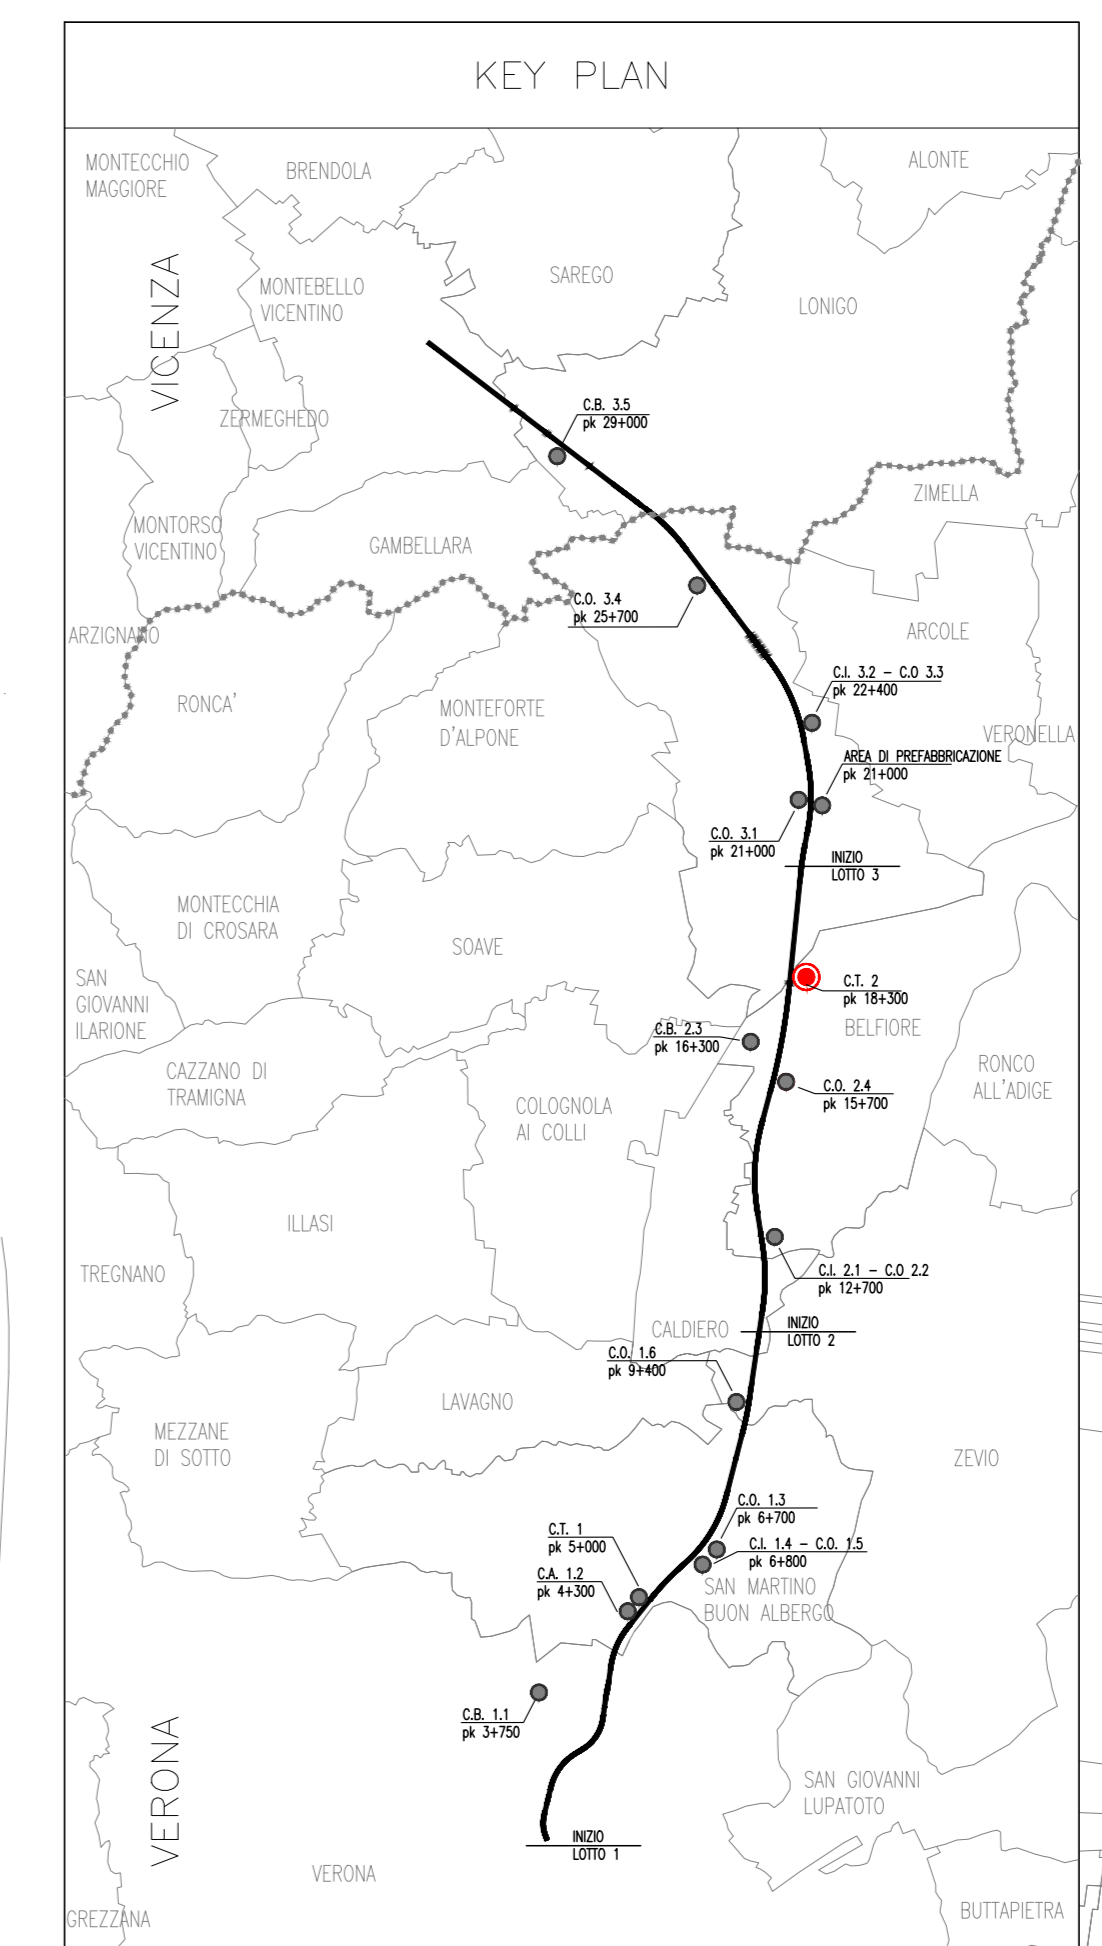 KEY PLAN
MONTECCHIO
MAGGIORE
BRENDOLA
ALONTE
VICENZA
MONTEBELLO
VICENTINO
SAREGO
LONIGO
ZERMEGHEDO
C.B. 3.5
pk 29+000
ZIMELLA
MONTORSO
VICENTINO
GAMBELLARA
C.O. 3.4
pk 25+700
ARZIGNANO
ARCOLE
C.I. 3.2 - C.O 3.3
pk 22+400
RONCA'
MONTEFORTE
D'ALPONE
VERONELLA
AREA DI PREFABBRICAZIONE
pk 21+000
C.O. 3.1
pk 21+000
INIZIO
LOTTO 3
MONTECCHIA
DI CROSARA
SOAVE
SAN
GIOVANNI
ILARIONE
C.T. 2
pk 18+300
BELFIORE
C.B. 2.3
pk 16+300
CAZZANO DI
TRAMIGNA
RONCO
ALL'ADIGE
C.O. 2.4
pk 15+700
COLOGNOLA
AI COLLI
ILLASI
TREGNANO
C.I. 2.1 - C.O 2.2
pk 12+700
CALDIERO
INIZIO
LOTTO 2
C.O. 1.6
pk 9+400
LAVAGNO
MEZZANE
DI SOTTO
ZEVIO
C.O. 1.3
pk 6+700
C.T. 1
pk 5+000
C.I. 1.4 - C.O. 1.5
pk 6+800
C.A. 1.2
pk 4+300
SAN MARTINO
BUON ALBERGO
C.B. 1.1
pk 3+750
VERONA
SAN GIOVANNI
LUPATOTO
INIZIO
LOTTO 1
VERONA
GREZZANA
BUTTAPIETRA